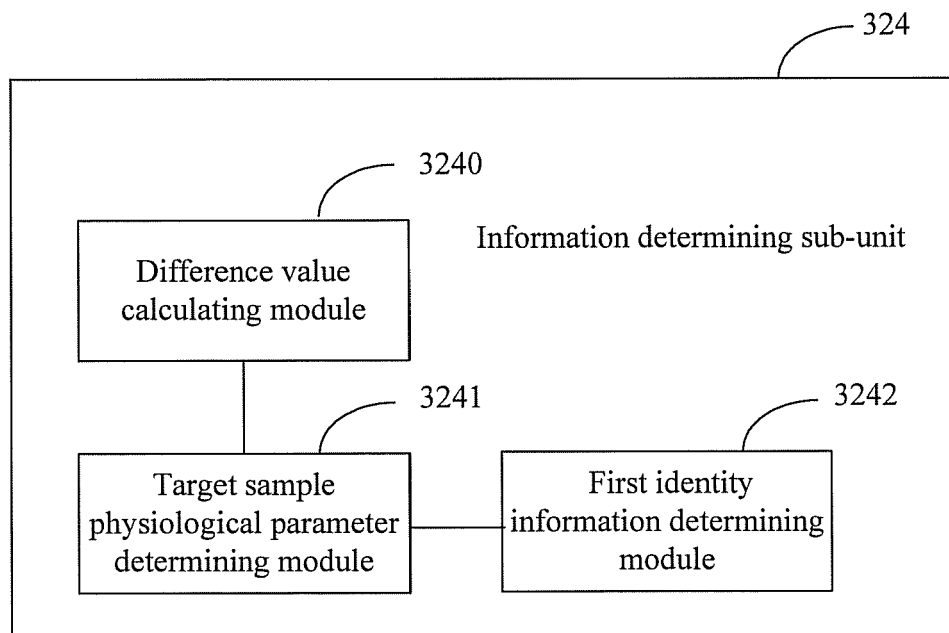 324
3240
Information determining sub-unit
Difference value
calculating module
3241
3242
Target sample
physiological parameter
determining module
First identity
information determining
module